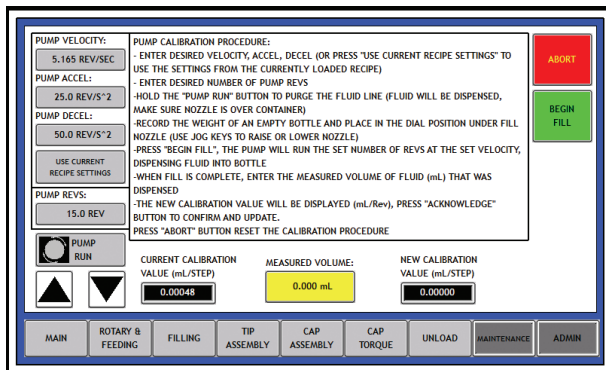 PUMP VELOCITY:
5.165 REV/SEC
PUMP ACCEL:
25.0 REV/S^2
PUMP DECEL:
50.0 REV/S^2
USE CURRENT
RECIPE SETTINGS
PUMP REVS:
15.0 REV
PUMP
RUN
PUMP CALIBRATION PROCEDURE:
- ENTER DESIRED VELOCITY, ACCEL, DECEL (OR PRESS "USE CURRENT RECIPE SETTINGS" TO
USE THE SETTINGS FROM THE CURRENTLY LOADED RECIPE)
- ENTER DESIRED NUMBER OF PUMP REVS
-HOLD THE "PUMP RUN" BUTTON TO PURGE THE FLUID LINE (FLUID WILL BE DISPENSED,
MAKE SURE NOZZLE IS OVER CONTAINER)
-RECORD THE WEIGHT OF AN EMPTY BOTTLE AND PLACE IN THE DIAL POSITION UNDER FILL
NOZZLE (USE JOG KEYS TO RAISE OR LOWER NOZZLE)
-PRESS "BEGIN FILL", THE PUMP WILL RUN THE SET NUMBER OF REVS AT THE SET VELOCITY,
DISPENSING FLUID INTO BOTTLE
-WHEN FILL IS COMPLETE, ENTER THE MEASURED VOLUME OF FLUID (mL) THAT WAS
DISPENSED
-THE NEW CALIBRATION VALUE WILL BE DISPLAYED (mL/Rev), PRESS "ACKNOWLEDGE"
BUTTON TO CONFIRM AND UPDATE.
PRESS "ABORT" BUTTON RESET THE CALIBRATION PROCEDURE
ABORT
BEGIN
FILL
CURRENT CALIBRATION
VALUE (mL/STEP)
0.00048
MEASURED VOLUME:
0.000 mL
NEW CALIBRATION
VALUE (mL/STEP)
0.00000
MAIN
ROTARY &
FEEDING
FILLING
TIP
ASSEMBLY
CAP
ASSEMBLY
CAP
TORQUE
UNLOAD
MAINTENANCE
ADMIN